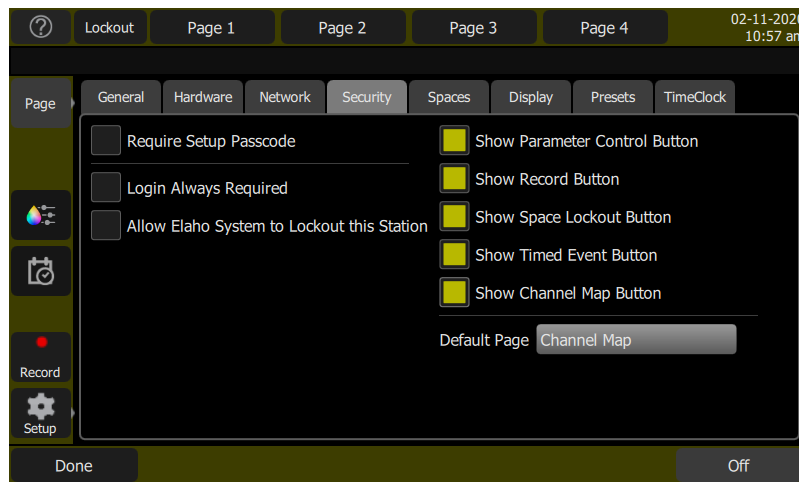 ?
Lockout
Page 1
Page 2
Page 3
Page 4
02-11-202
10:57 am
Page
General
Hardware
Network
Security
Spaces
Display
Presets
TimeClock
Require Setup Passcode
Login Always Required
Allow Elaho System to Lockout this Station
Show Parameter Control Button
Show Record Button
Show Space Lockout Button
Show Timed Event Button
Show Channel Map Button
Default Page
Channel Map
Record
Setup
Done
Off